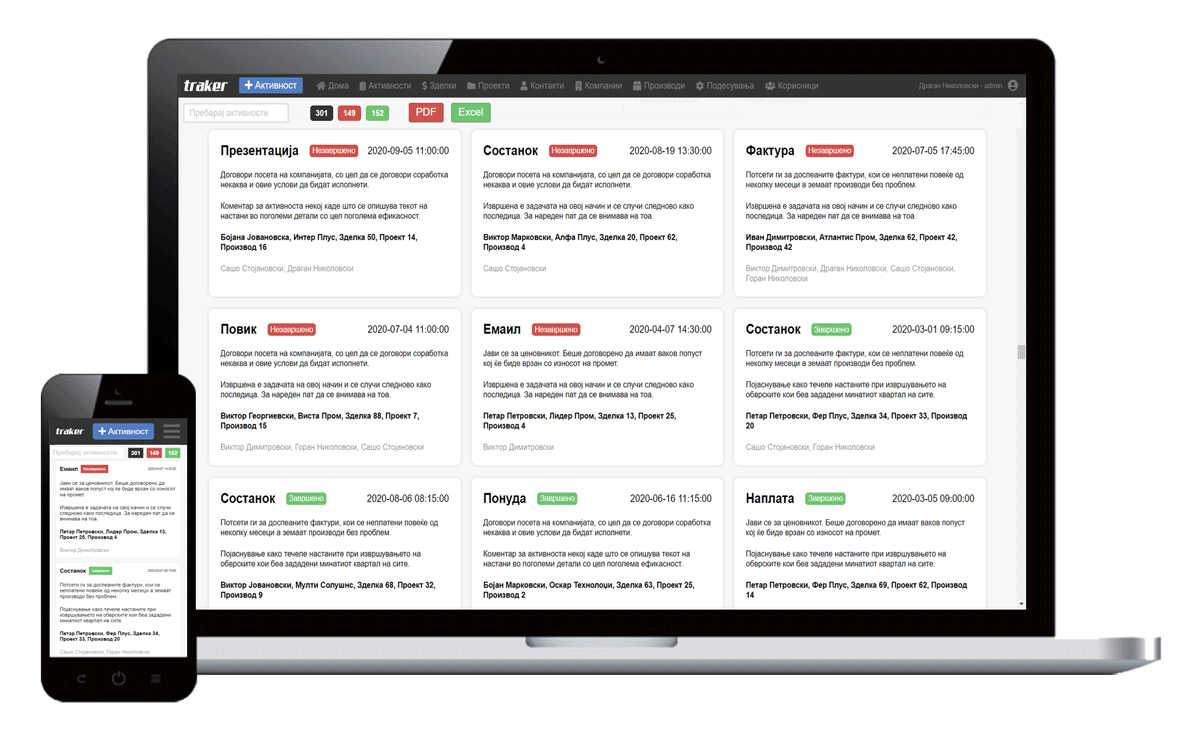 traker
Активност
Дома
Активности
Зделки
Проекти
Контакти
Компании
Производи
Подесувања
Корисници
Драган Николовски - admin
Пребарај активности
301
149
152
PDF
Excel
Презентација Незавршено 2020-09-05 11:00:00
Договори посета на компанијата, со цел да се договори соработка
некаква и овие услови да бидат исполнети.
Коментар за активноста некој каде што се опишува текот на
настани во поголеми детали со цел поголема ефикасност.
Бојана Јовановска, Интер Плус, Зделка 50, Проект 14,
Производ 16
Сашо Стојановски, Драган Николовски
Состанок Незавршено 2020-08-19 13:30:00
Договори посета на компанијата, со цел да се договори соработка
некаква и овие услови да бидат исполнети.
Извршена е задачата на овој начин и се случи следново како
последица. За нареден пат да се внимава на тоа.
Виктор Марковски, Алфа Плус, Зделка 20, Проект 62,
Производ 4
Сашо Стојановски
Фактура Незавршено 2020-07-05 17:45:00
Потсети ги за доспеаните фактури, кои се неплатени повеќе од
неколку месеци а земаат производи без проблем.
Извршена е задачата на овој начин и се случи следново како
последица. За нареден пат да се внимава на тоа.
Иван Димитровски, Атлантис Пром, Зделка 62, Проект 42,
Производ 42
Виктор Димитровски, Драган Николовски, Сашо Стојановски,
Горан Николовски
Повик Незавршено 2020-07-04 11:00:00
Договори посета на компанијата, со цел да се договори соработка
некаква и овие услови да бидат исполнети.
Извршена е задачата на овој начин и се случи следново како
последица. За нареден пат да се внимава на тоа.
Виктор Георгиевски, Виста Пром, Зделка 88, Проект 7,
Производ 15
Виктор Димитровски, Горан Николовски, Сашо Стојановски
Емаил Незавршено 2020-04-07 14:30:00
Јави се за ценовникот. Беше договорено да имаат ваков попуст
кој ќе биде врзан со износот на промет.
Извршена е задачата на овој начин и се случи следново како
последица. За нареден пат да се внимава на тоа.
Петар Петровски, Лидер Пром, Зделка 13, Проект 25,
Производ 4
Виктор Димитровски
Состанок Завршено 2020-03-01 09:15:00
Потсети ги за доспеаните фактури, кои се неплатени повеќе од
неколку месеци а земаат производи без проблем.
Појаснување како течеле настаните при извршувањето на
обврските кои беа зададени минатиот квартал на сите.
Петар Петровски, Фер Плус, Зделка 34, Проект 33, Производ
20
Сашо Стојановски, Горан Николовски
Состанок Завршено 2020-08-06 08:15:00
Потсети ги за доспеаните фактури, кои се неплатени повеќе од
неколку месеци а земаат производи без проблем.
Појаснување како течеле настаните при извршувањето на
обврските кои беа зададени минатиот квартал на сите.
Виктор Јовановски, Мулти Солушнс, Зделка 68, Проект 32,
Производ 9
Понуда Завршено 2020-06-16 11:15:00
Договори посета на компанијата, со цел да се договори соработка
некаква и овие услови да бидат исполнети.
Коментар за активноста некој каде што се опишува текот на
настани во поголеми детали со цел поголема ефикасност.
Бојан Марковски, Оскар Технолоџи, Зделка 63, Проект 25,
Производ 2
Наплата Завршено 2020-03-05 09:00:00
Јави се за ценовникот. Беше договорено да имаат ваков попуст
кој ќе биде врзан со износот на промет.
Појаснување како течеле настаните при извршувањето на
обврските кои беа зададени минатиот квартал на сите.
Петар Петровски, Фер Плус, Зделка 69, Проект 62, Производ
14
traker
Активност
Пребарај активности
301
149
152
Емаил Незавршено 2020-04-07 14:30:00
Јави се за ценовникот. Беше договорено да
имаат ваков попуст кој ќе биде врзан со износот
на промет.
Извршена е задачата на овој начин и се случи
следново како последица. За нареден пат да се
внимава на тоа.
Петар Петровски, Лидер Пром, Зделка 13,
Проект 25, Производ 4
Виктор Димитровски
Состанок Завршено 2020-03-01 09:15:00
Потсети ги за доспеаните фактури, кои се
неплатени повеќе од неколку месеци а земаат
производи без проблем.
Појаснување како течеле настаните при
извршувањето на обврските кои беа зададени
минатиот квартал на сите.
Петар Петровски, Фер Плус, Зделка 34,
Проект 33, Производ 20
Сашо Стојановски, Горан Николовски